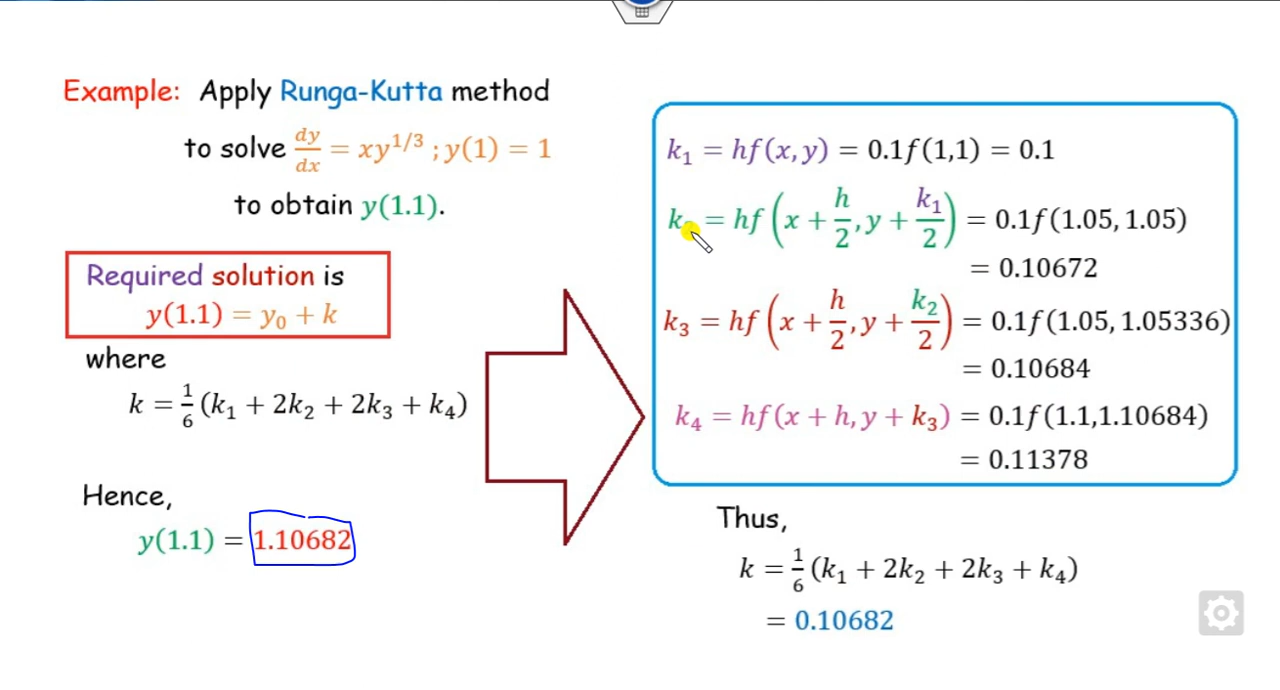 Example: Apply Runga-Kutta method
to solve dy/dx = xy^{1/3} ; y(1) = 1
to obtain y(1.1).
Required solution is
y(1.1) = y₀ + k
where
k = 1/6 (k₁ + 2k₂ + 2k₃ + k₄)
Hence,
y(1.1) = 1.10682
k₁ = hf(x, y) = 0.1f(1,1) = 0.1
k₂ = hf(x + h/2, y + k₁/2) = 0.1f(1.05, 1.05)
= 0.10672
k₃ = hf(x + h/2, y + k₂/2) = 0.1f(1.05, 1.05336)
= 0.10684
k₄ = hf(x + h, y + k₃) = 0.1f(1.1,1.10684)
= 0.11378
Thus,
k = 1/6 (k₁ + 2k₂ + 2k₃ + k₄)
= 0.10682